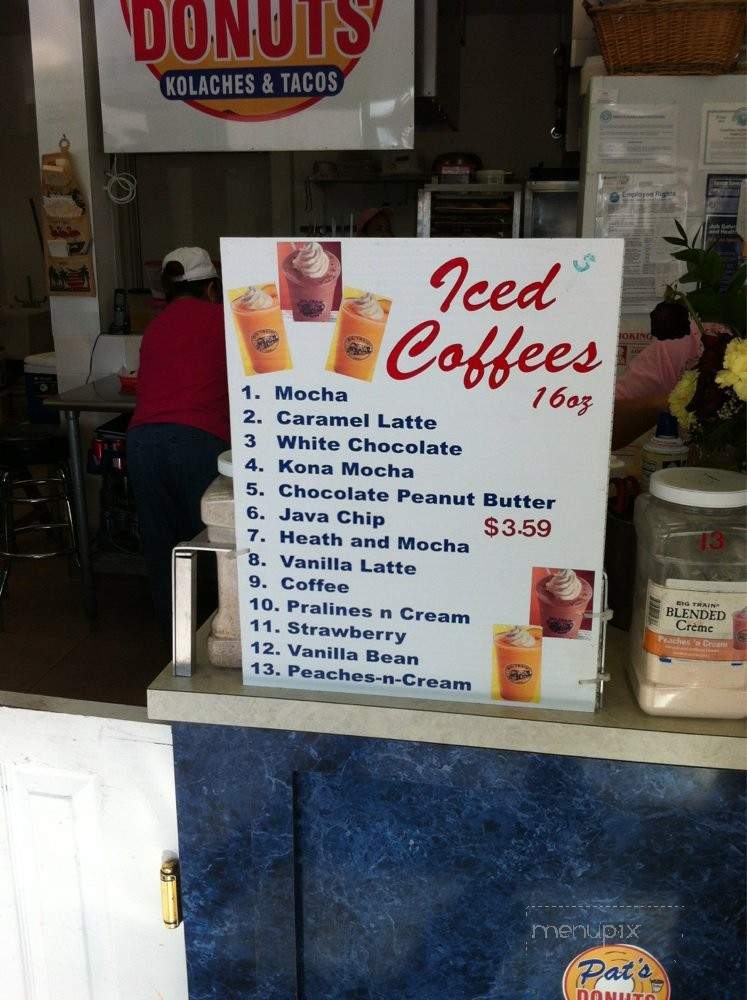 DONUTS
KOLACHES & TACOS
Employee Rights
Iced
Coffees
16oz
1. Mocha
2. Caramel Latte
3 White Chocolate
4. Kona Mocha
5. Chocolate Peanut Butter
6. Java Chip
$3.59
7. Heath and Mocha
8. Vanilla Latte
9. Coffee
10. Pralines n Cream
11. Strawberry
12. Vanilla Bean
13. Peaches-n-Cream
13
BIG TRAIN
BLENDED
Crème
Peaches 'n Cream
menupix
Pat's
DONUTS